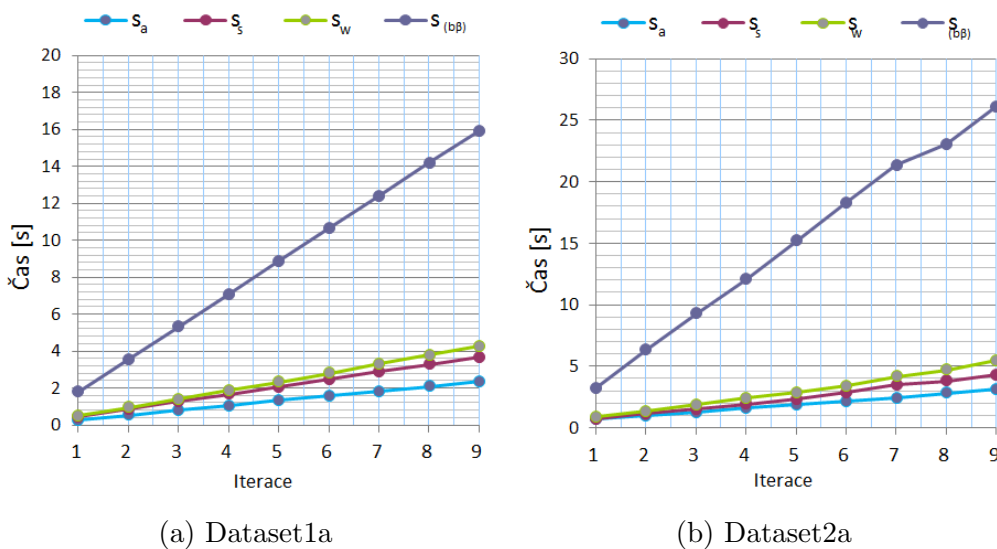 Sa Ss Sw S (bβ)
20
18
16
14
12
10
8
6
4
2
0
Čas [s]
1 2 3 4 5 6 7 8 9
Iterace
(a) Dataset1a
Sa Ss Sw S (bβ)
30
25
20
15
10
5
0
Čas [s]
1 2 3 4 5 6 7 8 9
Iterace
(b) Dataset2a